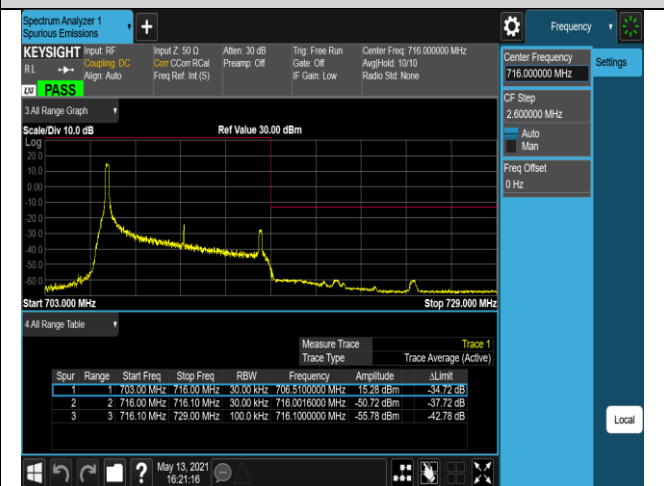 Spectrum Analyzer 1
Spurious Emissions
+
Frequency
KEYSIGHT Input: RF Input Z: 50 Ω Atten: 30 dB Trig: Free Run Center Freq: 716.000000 MHz
RL Coupling: DC Corr CCorr RCal Preamp: Off Gate: Off Avg|Hold: 10/10
Align: Auto Freq Ref: Int (S) IF Gain: Low Radio Std: None
LXI PASS
3 All Range Graph
Scale/Div 10.0 dB Ref Value 30.00 dBm
Log
20.0
10.0
0.00
-10.0
-20.0
-30.0
-40.0
-50.0
-60.0
Start 703.000 MHz Stop 729.000 MHz
4 All Range Table
Measure Trace Trace 1
Trace Type Trace Average (Active)
Spur Range Start Freq Stop Freq RBW Frequency Amplitude ΔLimit
1 1 703.00 MHz 716.00 MHz 30.00 kHz 706.5100000 MHz 15.28 dBm -34.72 dB
2 2 716.00 MHz 716.10 MHz 30.00 kHz 716.0016000 MHz -50.72 dBm -37.72 dB
3 3 716.10 MHz 729.00 MHz 100.0 kHz 716.1000000 MHz -55.78 dBm -42.78 dB
Center Frequency
716.000000 MHz
Settings
CF Step
2.600000 MHz
Auto
Man
Freq Offset
0 Hz
Local
? May 13, 2021
16:21:16